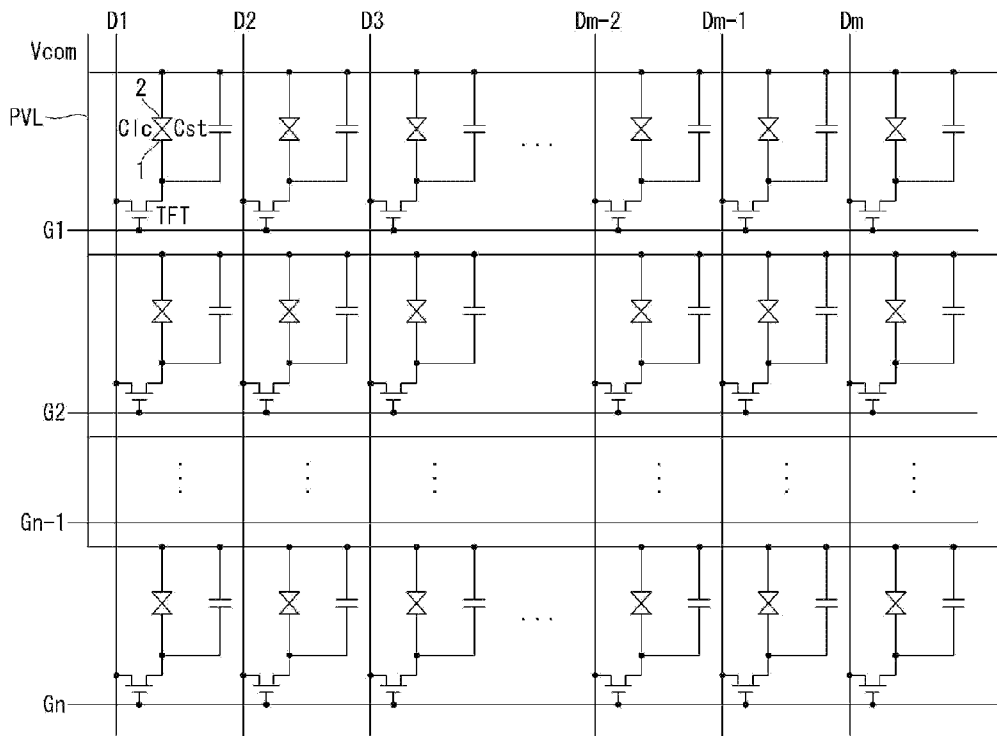 D1 D2 D3 Dm-2 Dm-1 Dm
Vcom
2
PVL
Clc Cst
...
1
TFT
G1
G2
Gn-1
...
Gn